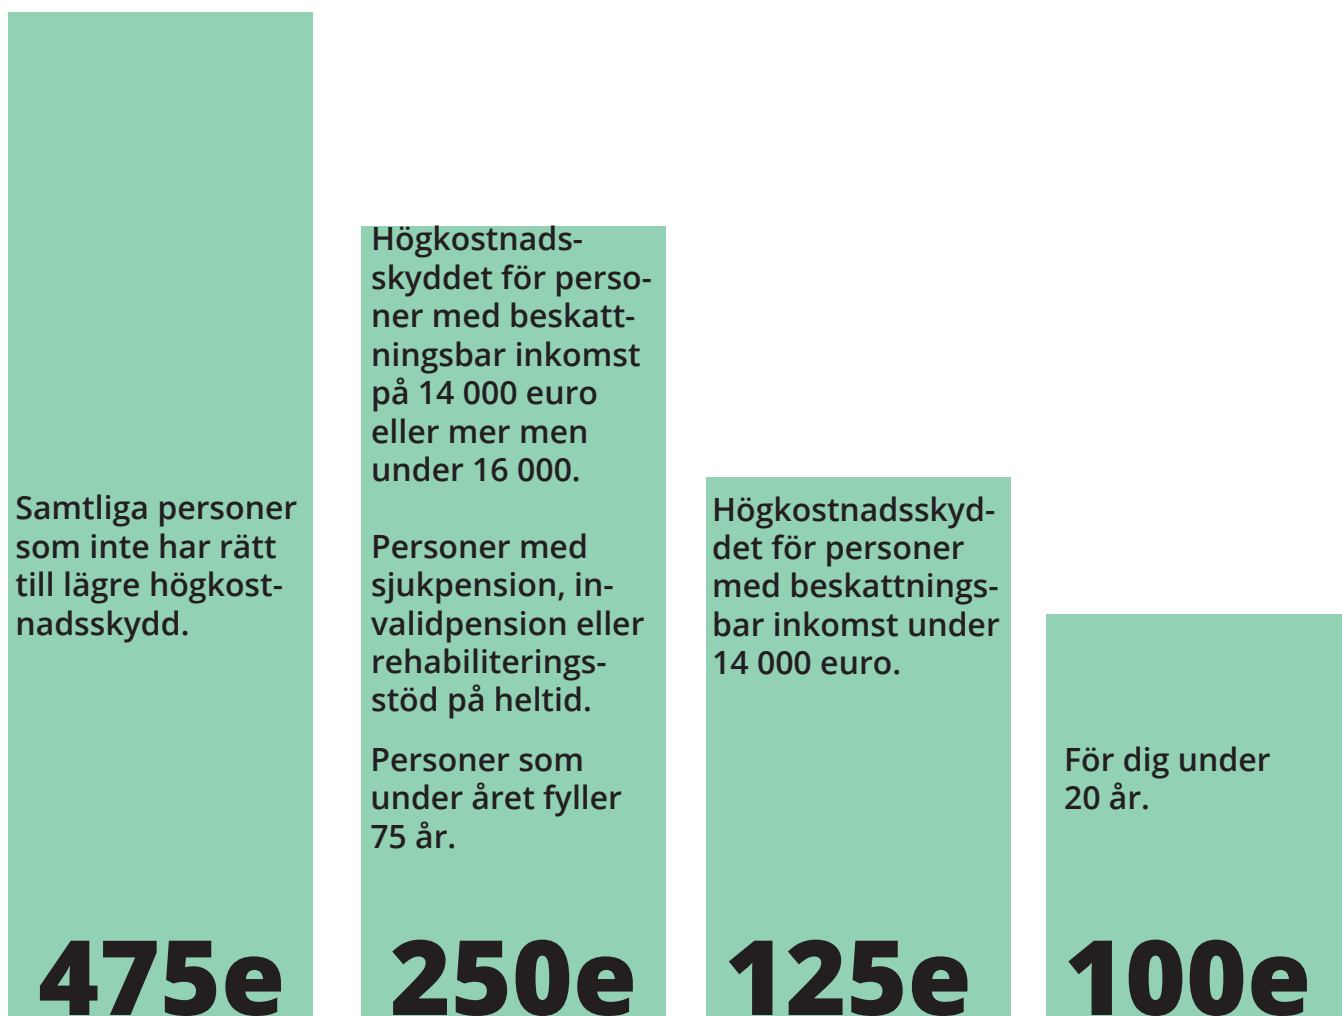 Samtliga personer
som inte har rätt
till lägre högkost-
nadsskydd.
475e
Högkostnads-
skyddet för perso-
ner med beskatt-
ningsbar inkomst
på 14 000 euro
eller mer men
under 16 000.
Personer med
sjukpension, in-
validpension eller
rehabiliterings-
stöd på heltid.
Personer som
under året fyller
75 år.
250e
Högkostnadsskyd-
det för personer
med beskattnings-
bar inkomst under
14 000 euro.
125e
För dig under
20 år.
100e